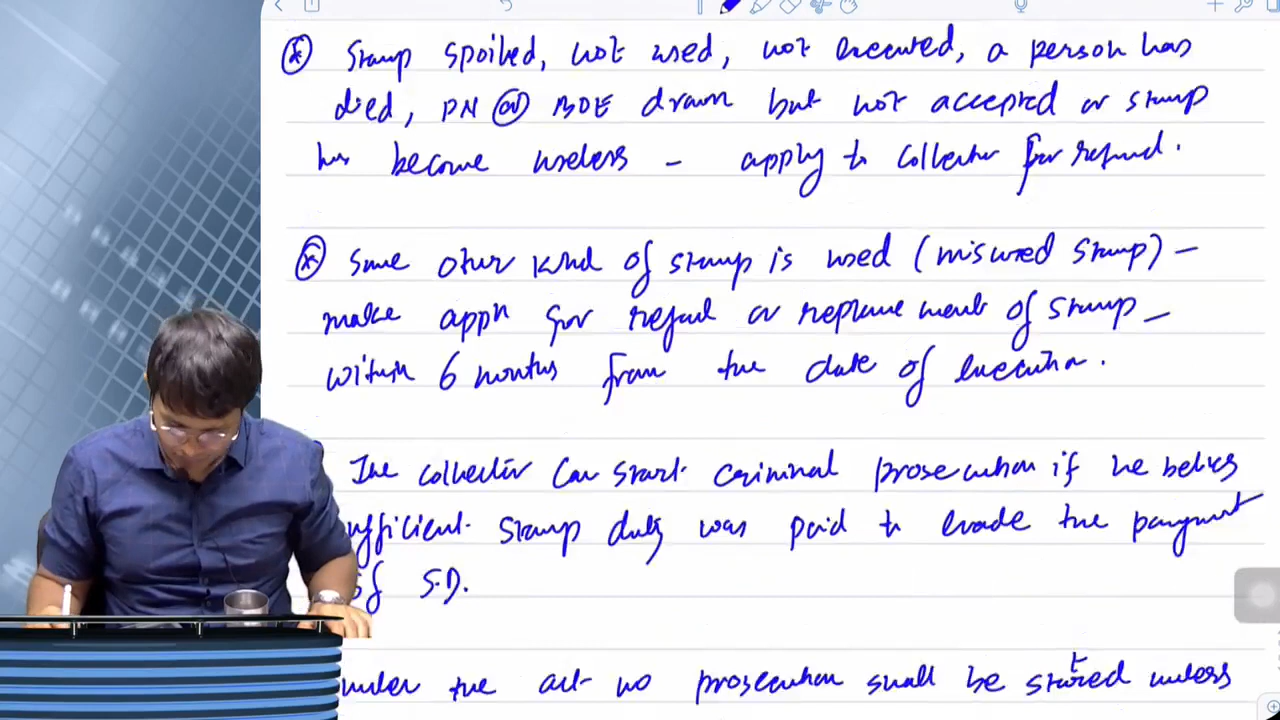 Stamp spoiled, not used, not executed, a person has
died, PN or BOE drawn but not accepted or stamp
has become useless - apply to collector for refund.
Some other kind of stamp is used (misused stamp) -
make appn for refund or replacement of stamp -
within 6 months from the date of execution.
The collector can start criminal prosecution if he
ufficient stamp duty was paid to evade the payment
of S.D.
under the act no prosecution shall be started unless